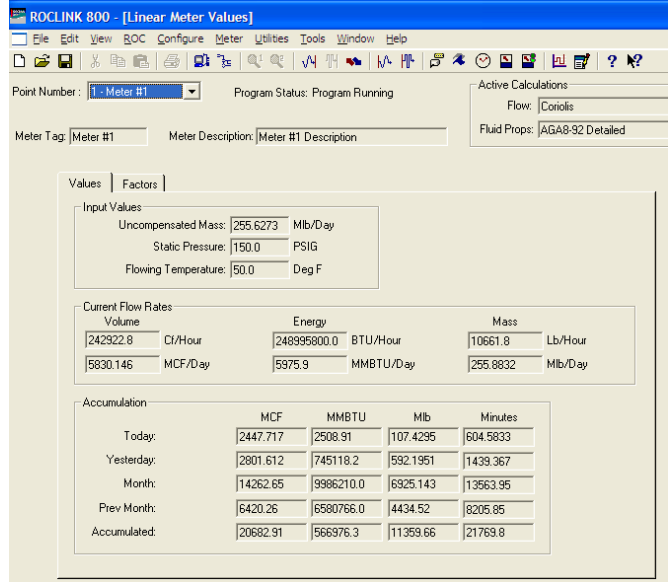 ROCLINK 800 - [Linear Meter Values]
File Edit View ROC Configure Meter Utilities Tools Window Help
Point Number : 1 - Meter #1 Program Status: Program Running
Active Calculations
Flow: Coriolis
Meter Tag: Meter #1 Meter Description: Meter #1 Description Fluid Props: AGA8-92 Detailed
Values Factors
Input Values
Uncompensated Mass: 255.6273 Mlb/Day
Static Pressure: 150.0 PSIG
Flowing Temperature: 50.0 Deg F
Current Flow Rates
Volume Energy Mass
242922.8 Cf/Hour 248995800.0 BTU/Hour 10661.8 Lb/Hour
5830.146 MCF/Day 5975.9 MMBTU/Day 255.8832 Mlb/Day
Accumulation
MCF MMBTU Mlb Minutes
Today: 2447.717 2508.91 107.4295 604.5833
Yesterday: 2801.612 745118.2 592.1951 1439.367
Month: 14262.65 9986210.0 6925.143 13563.95
Prev Month: 6420.26 6580766.0 4434.52 8205.85
Accumulated: 20682.91 566976.3 11359.66 21769.8